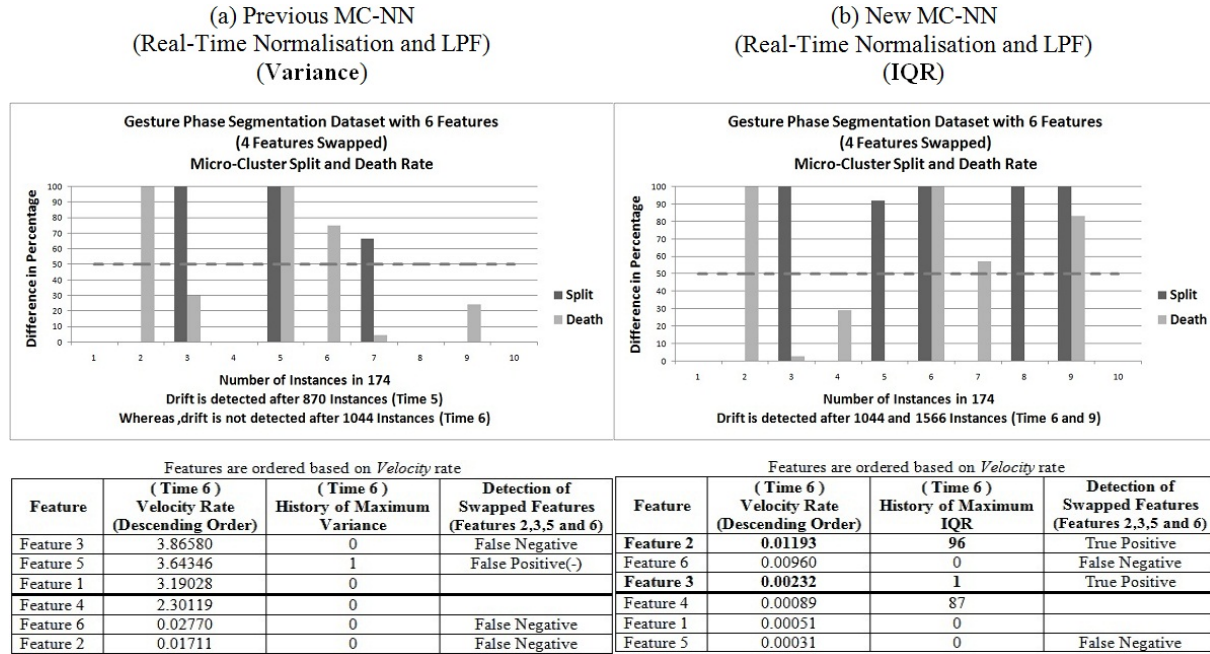 (a) Previous MC-NN
(Real-Time Normalisation and LPF)
(Variance)
Gesture Phase Segmentation Dataset with 6 Features
(4 Features Swapped)
Micro-Cluster Split and Death Rate
Difference in Percentage
100
90
80
70
60
50
40
30
20
10
0
1 2 3 4 5 6 7 8 9 10
Split
Death
Number of Instances in 174
Drift is detected after 870 Instances (Time 5)
Whereas ,drift is not detected after 1044 Instances (Time 6)
Features are ordered based on Velocity rate
Feature | ( Time 6 ) Velocity Rate (Descending Order) | ( Time 6 ) History of Maximum Variance | Detection of Swapped Features (Features 2,3,5 and 6)
Feature 3 3.86580 0 False Negative
Feature 5 3.64346 1 False Positive(-)
Feature 1 3.19028 0
Feature 4 2.30119 0
Feature 6 0.02770 0 False Negative
Feature 2 0.01711 0 False Negative
(b) New MC-NN
(Real-Time Normalisation and LPF)
(IQR)
Gesture Phase Segmentation Dataset with 6 Features
(4 Features Swapped)
Micro-Cluster Split and Death Rate
Difference in Percentage
100
90
80
70
60
50
40
30
20
10
0
1 2 3 4 5 6 7 8 9 10
Split
Death
Number of Instances in 174
Drift is detected after 1044 and 1566 Instances (Time 6 and 9)
Features are ordered based on Velocity rate
Feature | ( Time 6 ) Velocity Rate (Descending Order) | ( Time 6 ) History of Maximum IQR | Detection of Swapped Features (Features 2,3,5 and 6)
Feature 2 0.01193 96 True Positive
Feature 6 0.00960 0 False Negative
Feature 3 0.00232 1 True Positive
Feature 4 0.00089 87
Feature 1 0.00051 0
Feature 5 0.00031 0 False Negative